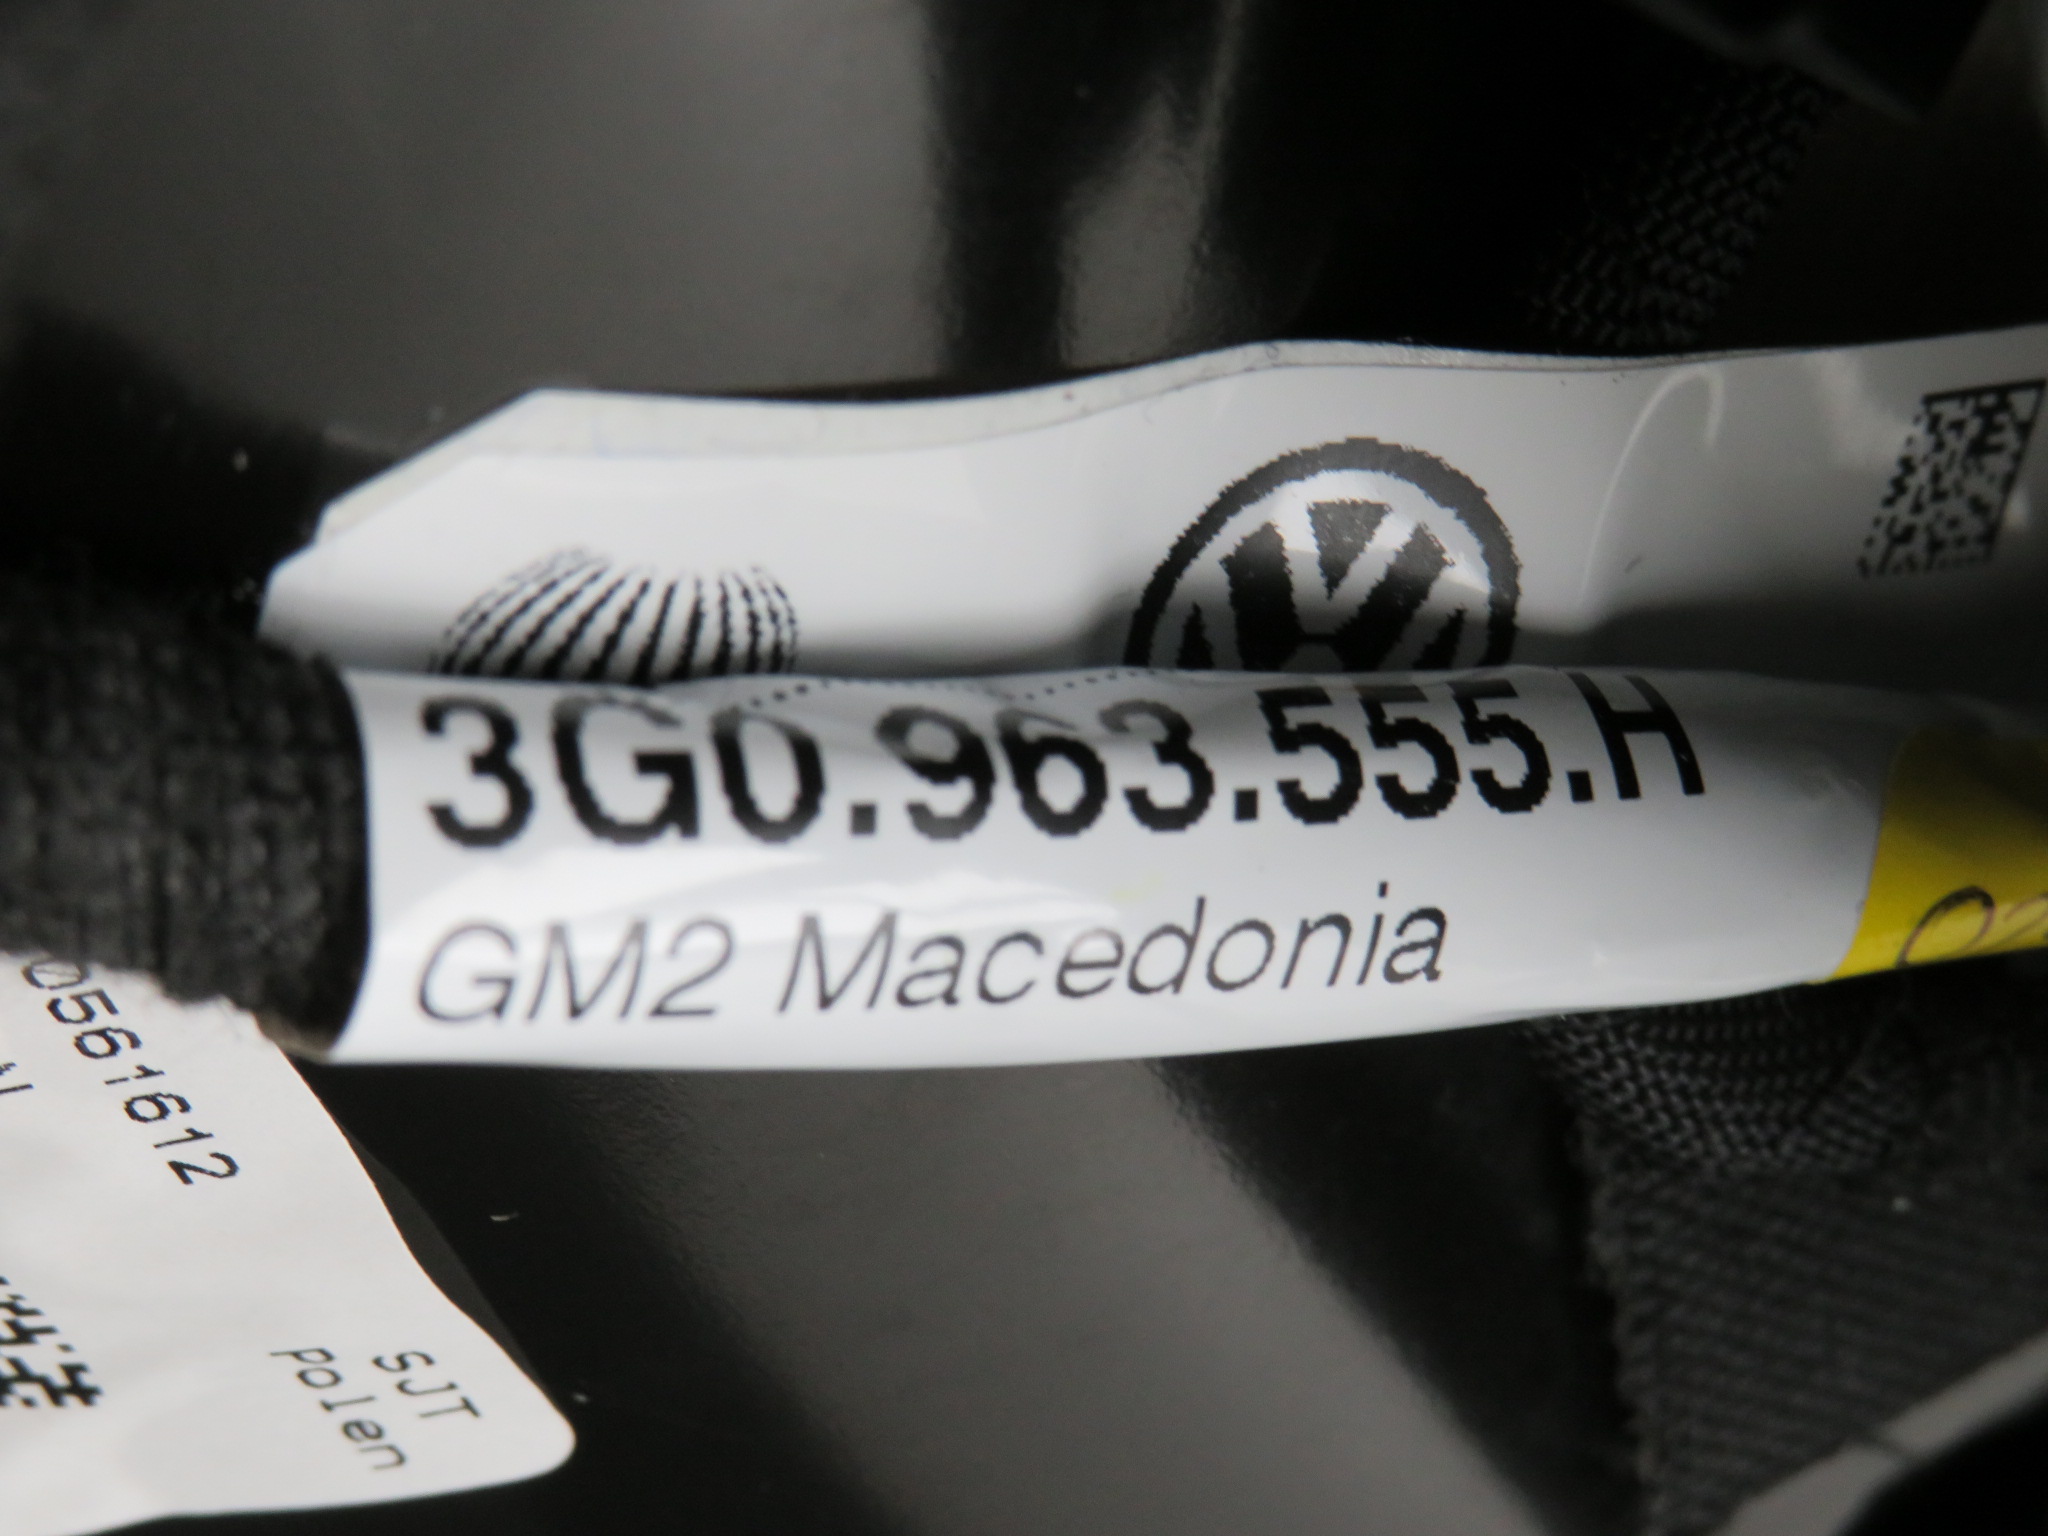 3G0.963.555.H
GM2 Macedonia
0561612
SJT
polen